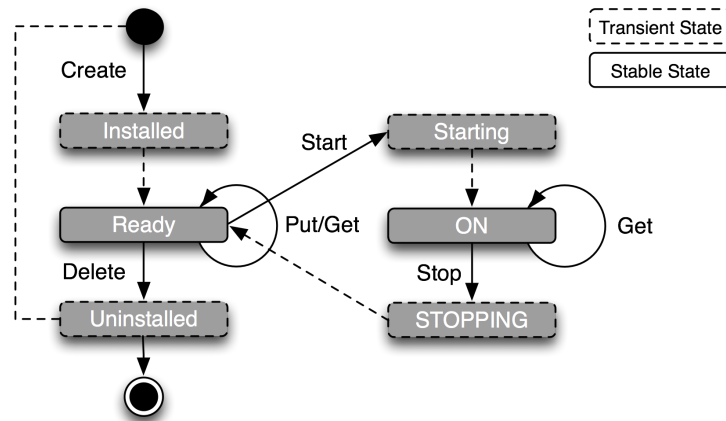 Transient State
Stable State
Create
Installed
Start
Starting
Ready
Put/Get
ON
Get
Delete
Stop
Uninstalled
STOPPING